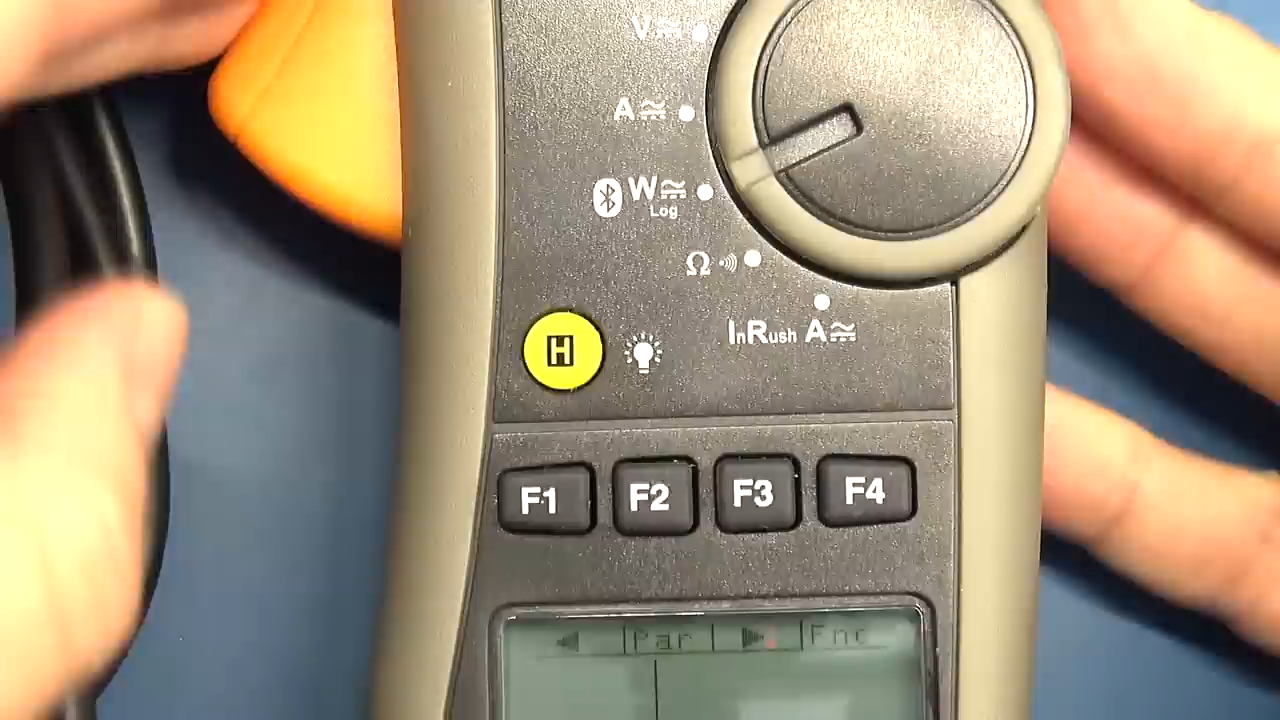 V≅
A≅
W≅
Log
Ω
InRush A≅
H
F1 F2 F3 F4
Par Fnc